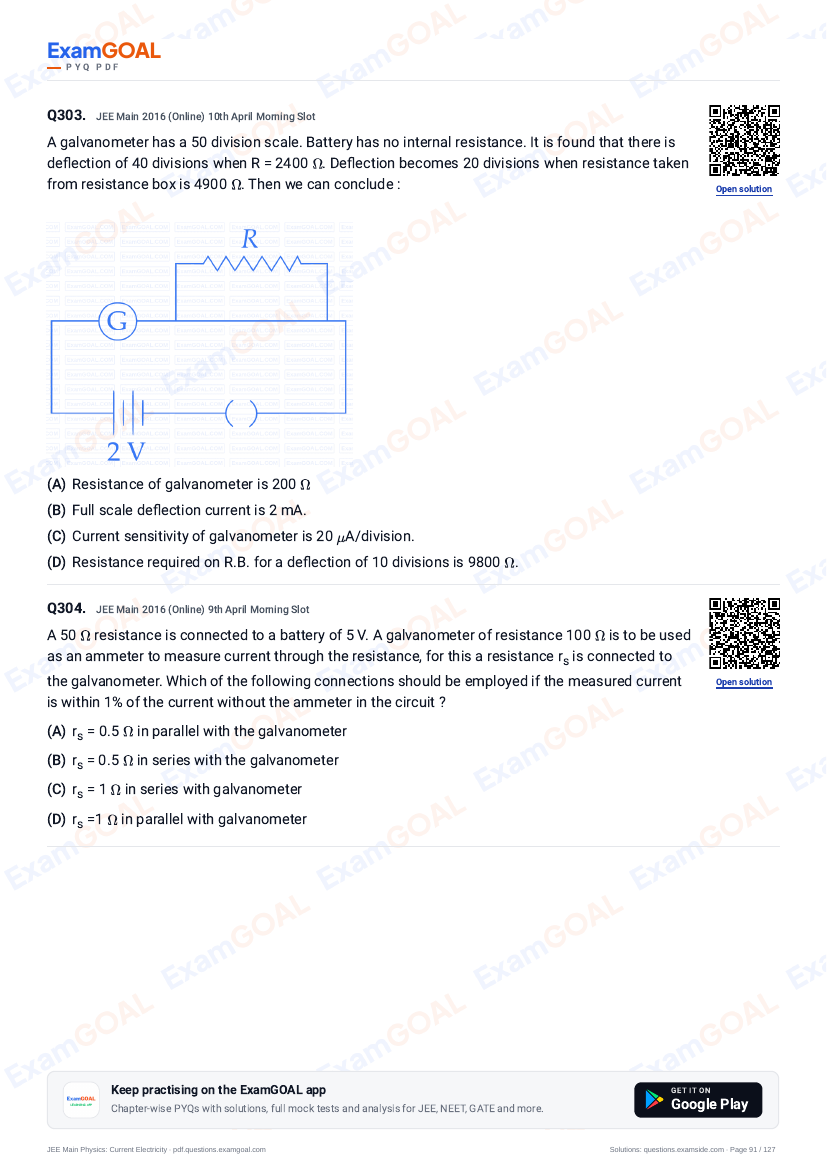 ExamGOAL
PYQ PDF
Q303. JEE Main 2016 (Online) 10th April Morning Slot
A galvanometer has a 50 division scale. Battery has no internal resistance. It is found that there is
deflection of 40 divisions when R = 2400 Ω. Deflection becomes 20 divisions when resistance taken
from resistance box is 4900 Ω. Then we can conclude :
Open solution
R
G
2 V
(A) Resistance of galvanometer is 200 Ω
(B) Full scale deflection current is 2 mA.
(C) Current sensitivity of galvanometer is 20 μA/division.
(D) Resistance required on R.B. for a deflection of 10 divisions is 9800 Ω.
Q304. JEE Main 2016 (Online) 9th April Morning Slot
A 50 Ω resistance is connected to a battery of 5 V. A galvanometer of resistance 100 Ω is to be used
as an ammeter to measure current through the resistance, for this a resistance rs is connected to
the galvanometer. Which of the following connections should be employed if the measured current
is within 1% of the current without the ammeter in the circuit ?
Open solution
(A) rs = 0.5 Ω in parallel with the galvanometer
(B) rs = 0.5 Ω in series with the galvanometer
(C) rs = 1 Ω in series with galvanometer
(D) rs =1 Ω in parallel with galvanometer
ExamGOAL
Keep practising on the ExamGOAL app
Chapter-wise PYQs with solutions, full mock tests and analysis for JEE, NEET, GATE and more.
GET IT ON
Google Play
JEE Main Physics: Current Electricity · pdf.questions.examgoal.com
Solutions: questions.examside.com · Page 91 / 127